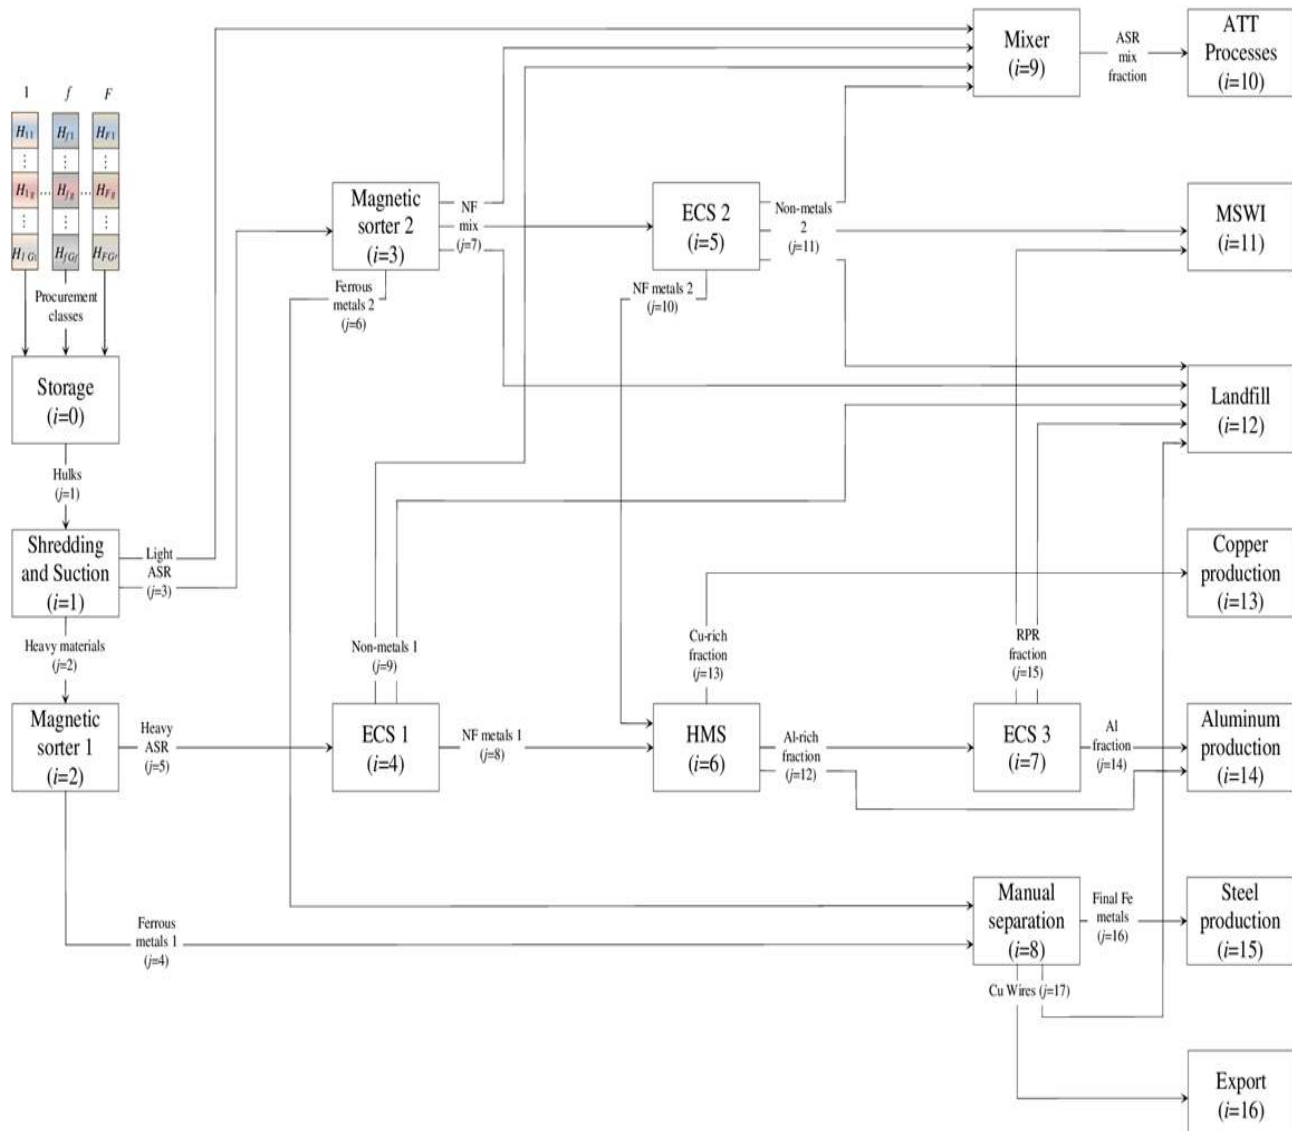 1 f F
H11 Hf1 HF1
⋮ ⋮ ⋮
H1g ... Hfg ... HFg
⋮ ⋮ ⋮
Procurement
classes
Storage
(i=0)
Hulks
(j=1)
Shredding
and Suction
(i=1)
Light
ASR
(j=3)
Heavy materials
(j=2)
Magnetic
sorter 1
(i=2)
Heavy
ASR
(j=5)
Ferrous
metals 1
(j=4)
Magnetic
sorter 2
(i=3)
NF
mix
(j=7)
Ferrous
metals 2
(j=6)
Non-metals 1
(j=9)
ECS 1
(i=4)
NF metals 1
(j=8)
ECS 2
(i=5)
Non-metals
2
(j=11)
NF metals 2
(j=10)
Cu-rich
fraction
(j=13)
HMS
(i=6)
Al-rich
fraction
(j=12)
RPR
fraction
(j=15)
ECS 3
(i=7)
Al
fraction
(j=14)
Manual
separation
(i=8)
Final Fe
metals
(j=16)
Cu Wires (j=17)
Mixer
(i=9)
ASR
mix
fraction
ATT
Processes
(i=10)
MSWI
(i=11)
Landfill
(i=12)
Copper
production
(i=13)
Aluminum
production
(i=14)
Steel
production
(i=15)
Export
(i=16)